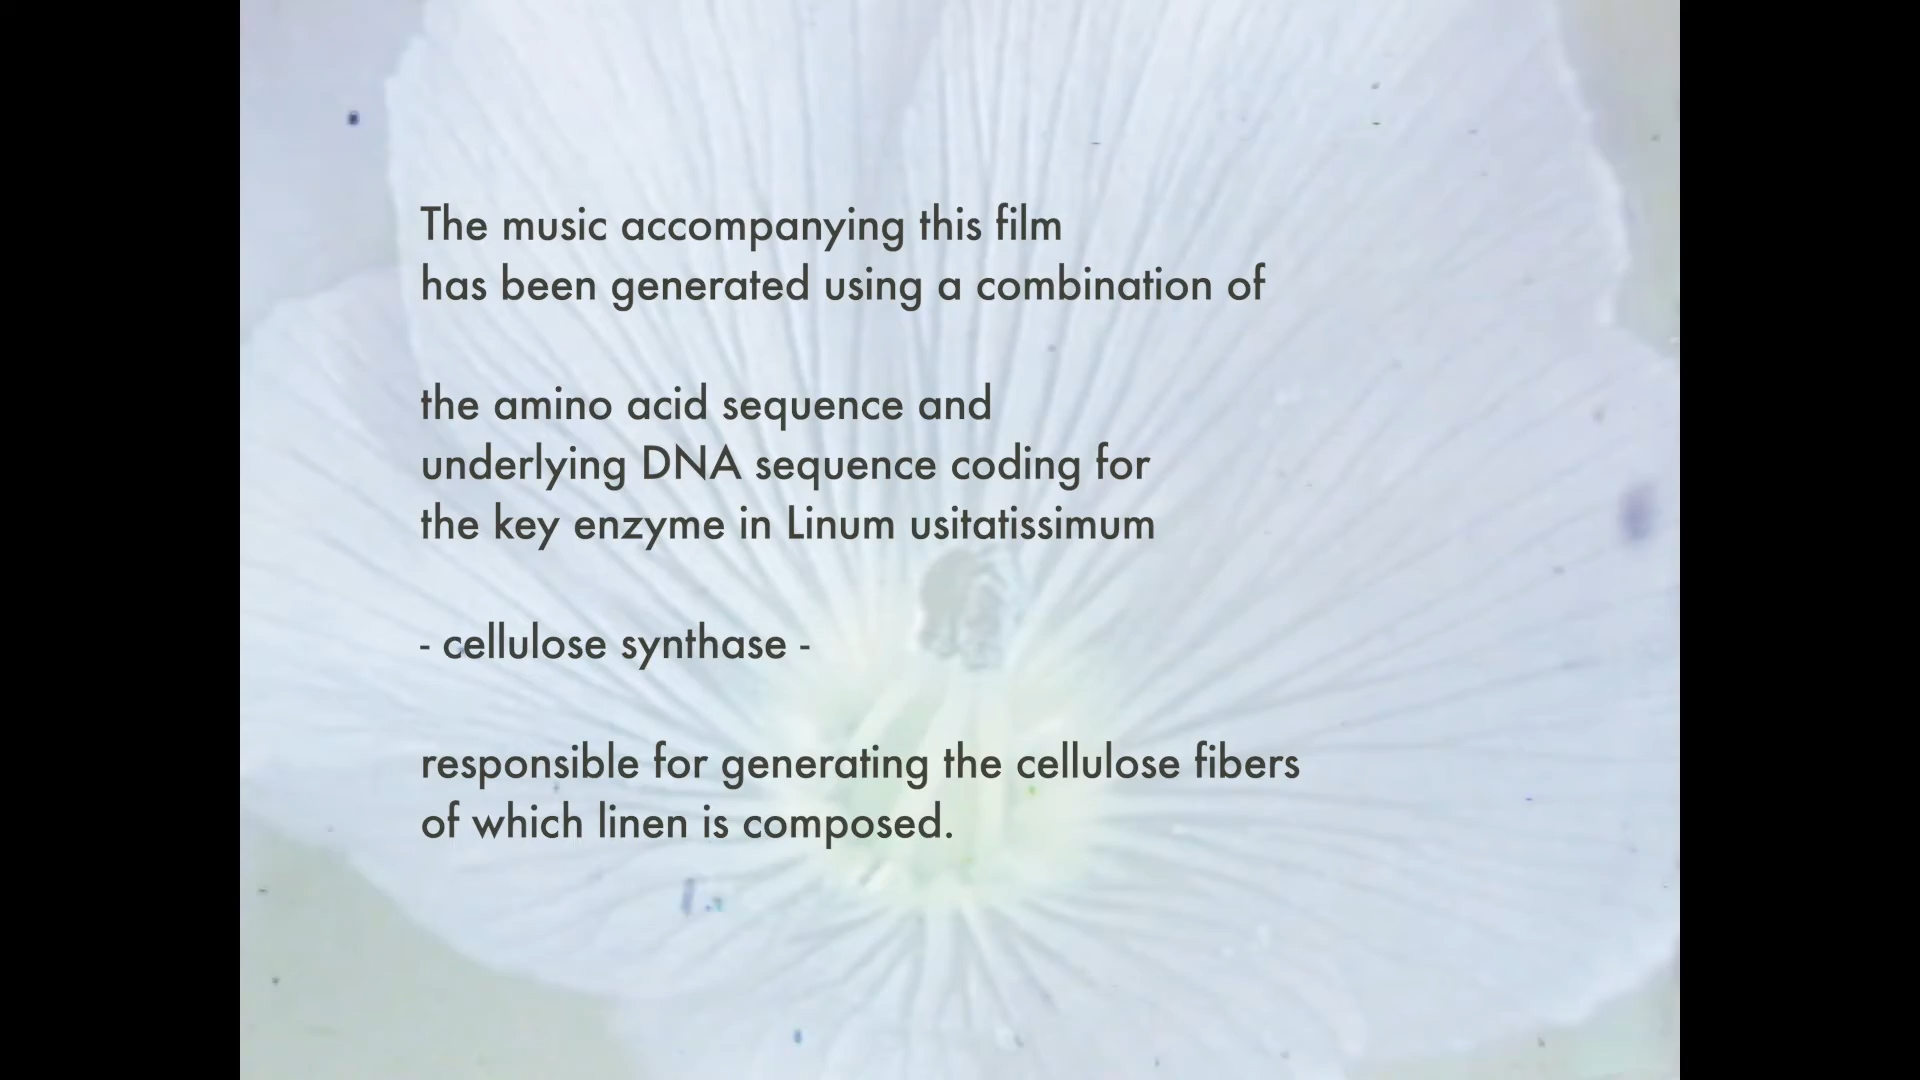 The music accompanying this film
has been generated using a combination of
the amino acid sequence and
underlying DNA sequence coding for
the key enzyme in Linum usitatissimum
- cellulose synthase -
responsible for generating the cellulose fibers
of which linen is composed.